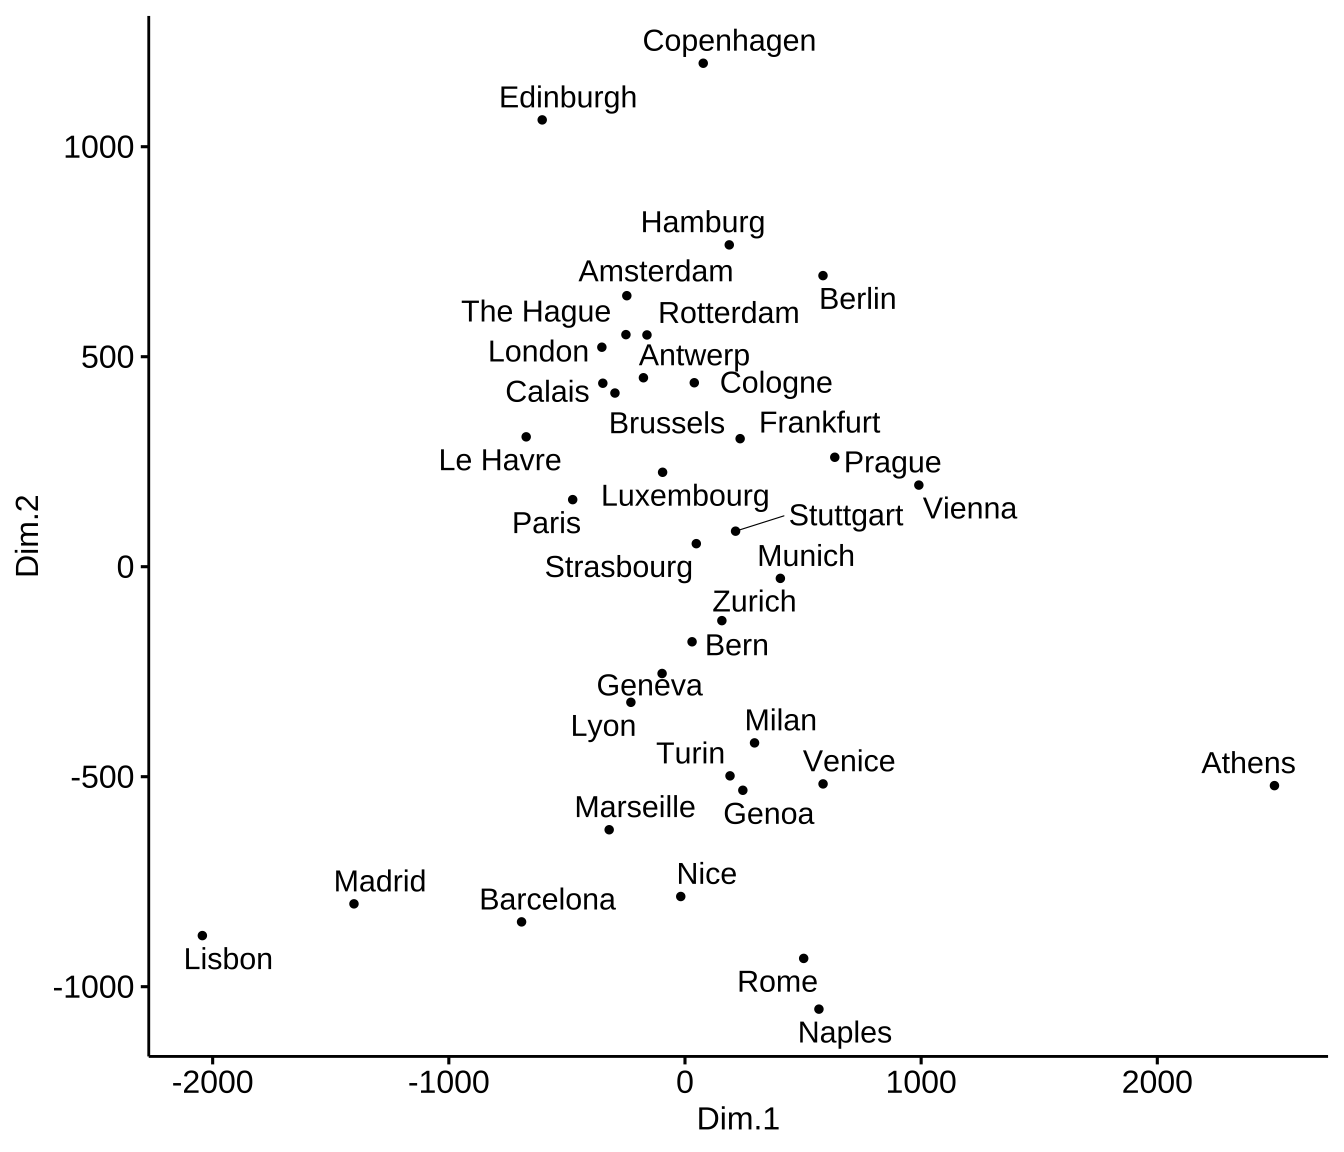 Copenhagen
Edinburgh
1000
Hamburg
Amsterdam
Berlin
The Hague
Rotterdam
London
500
Antwerp
Calais
Cologne
Brussels
Frankfurt
Le Havre
Prague
Luxembourg
Vienna
Paris
Stuttgart
Dim.2
Munich
Strasbourg
0
Zurich
Bern
Geneva
Lyon
Milan
Turin
Venice
Athens
-500
Marseille
Genoa
Nice
Madrid
Barcelona
Lisbon
Rome
-1000
Naples
-2000 -1000 0 1000 2000
Dim.1